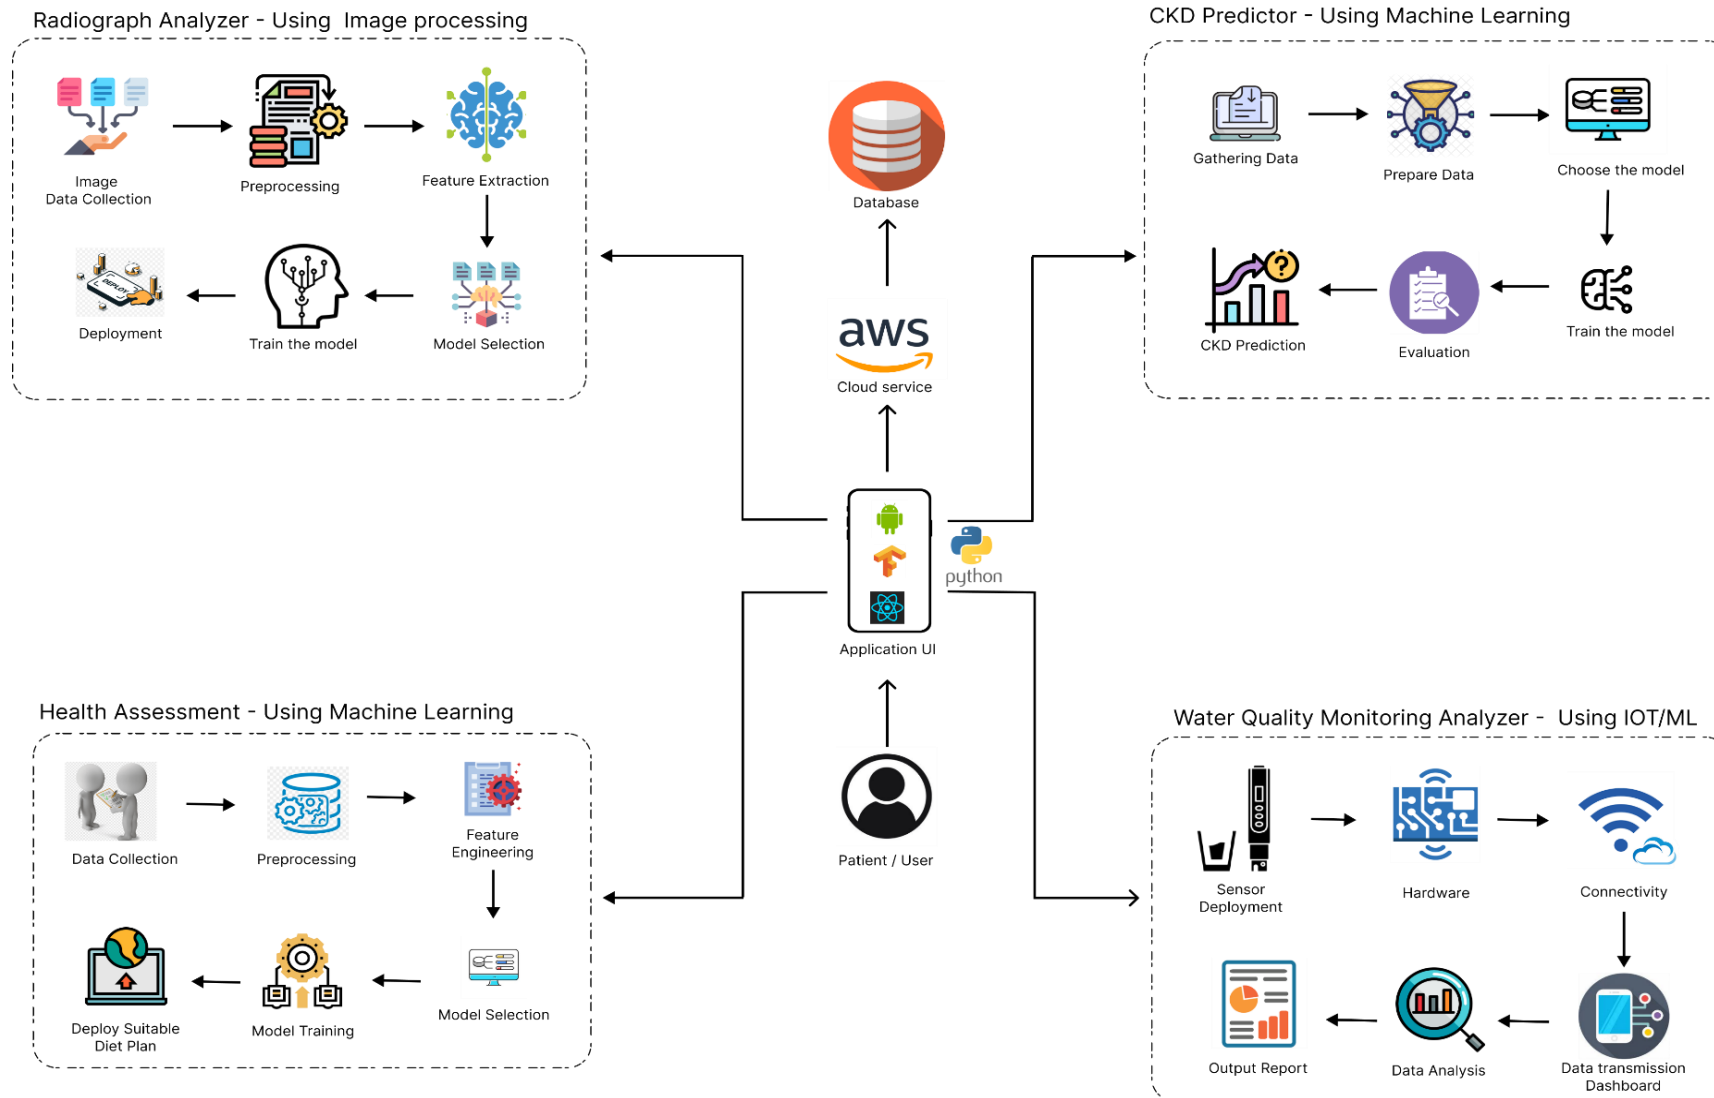 Radiograph Analyzer - Using  Image processing
Image
Data Collection
Preprocessing
Feature Extraction
DEPLOY
Deployment
Train the model
Model Selection
Database
aws
Cloud service
python
Application UI
Patient / User
CKD Predictor - Using Machine Learning
Gathering Data
Prepare Data
Choose the model
?
CKD Prediction
Evaluation
Train the model
Health Assessment - Using Machine Learning
Data Collection
Preprocessing
Feature
Engineering
Deploy Suitable
Diet Plan
Model Training
Model Selection
Water Quality Monitoring Analyzer -  Using IOT/ML
Sensor
Deployment
Hardware
Connectivity
Output Report
Data Analysis
Data transmission
Dashboard